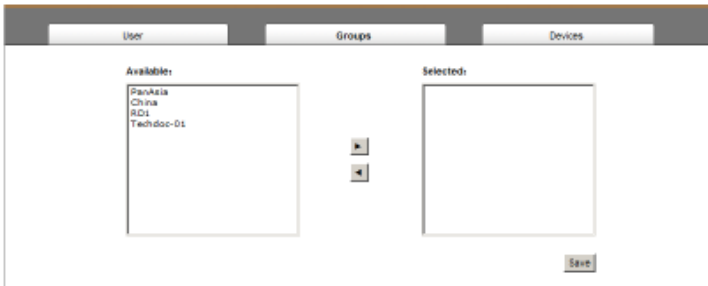 User Groups Devices
Available: Selected:
PanAsia
China
RD1
Techdoc-01
Save